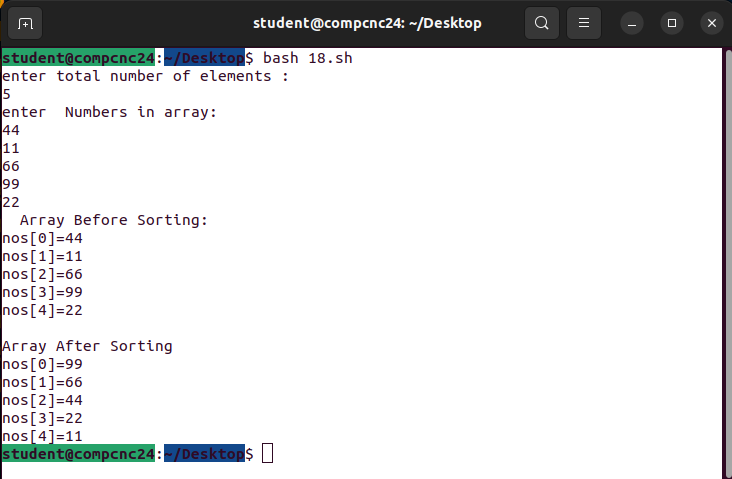 student@compcnc24: ~/Desktop
student@compcnc24:~/Desktop$ bash 18.sh
enter total number of elements :
5
enter  Numbers in array:
44
11
66
99
22
  Array Before Sorting:
nos[0]=44
nos[1]=11
nos[2]=66
nos[3]=99
nos[4]=22

Array After Sorting
nos[0]=99
nos[1]=66
nos[2]=44
nos[3]=22
nos[4]=11
student@compcnc24:~/Desktop$